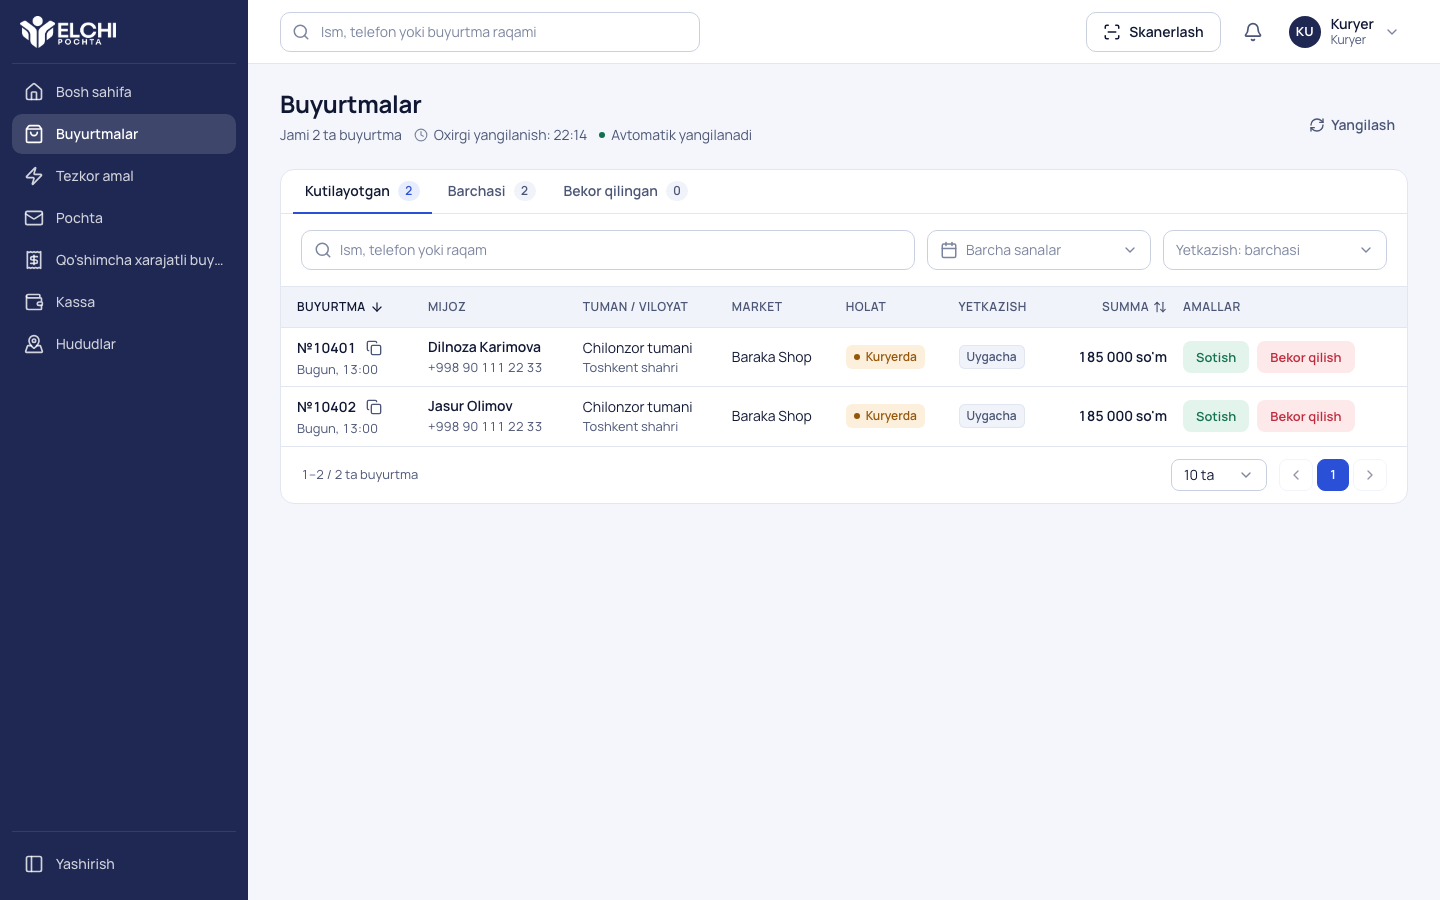 ELCHI
POCHTA
Ism, telefon yoki buyurtma raqami
Skanerlash
KU
Kuryer
Kuryer
Bosh sahifa
Buyurtmalar
Tezkor amal
Pochta
Qo'shimcha xarajatli buy...
Kassa
Hududlar
Yashirish
Buyurtmalar
Jami 2 ta buyurtma Oxirgi yangilanish: 22:14 Avtomatik yangilanadi
Yangilash
Kutilayotgan 2 Barchasi 2 Bekor qilingan 0
Ism, telefon yoki raqam Barcha sanalar Yetkazish: barchasi
BUYURTMA MIJOZ TUMAN / VILOYAT MARKET HOLAT YETKAZISH SUMMA AMALLAR
№10401 Dilnoza Karimova Chilonzor tumani Baraka Shop Kuryerda Uygacha 185 000 so'm Sotish Bekor qilish
Bugun, 13:00 +998 90 111 22 33 Toshkent shahri
№10402 Jasur Olimov Chilonzor tumani Baraka Shop Kuryerda Uygacha 185 000 so'm Sotish Bekor qilish
Bugun, 13:00 +998 90 111 22 33 Toshkent shahri
1–2 / 2 ta buyurtma 10 ta 1